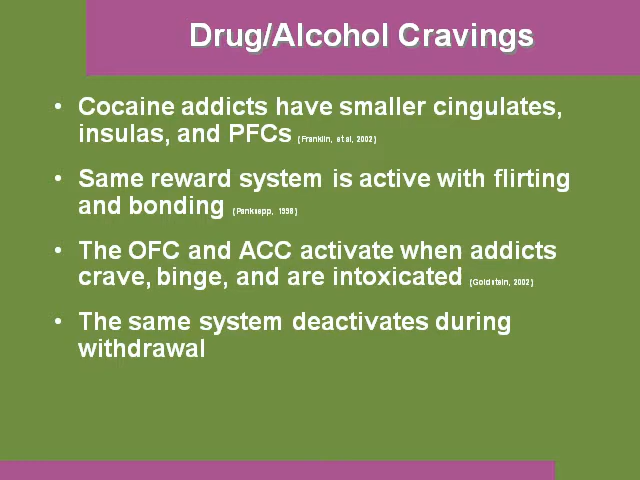 Drug/Alcohol Cravings
• Cocaine addicts have smaller cingulates,
insulas, and PFCs (Franklin, et al, 2002)
• Same reward system is active with flirting
and bonding (Panksepp, 1998)
• The OFC and ACC activate when addicts
crave, binge, and are intoxicated (Goldstein, 2002)
• The same system deactivates during
withdrawal